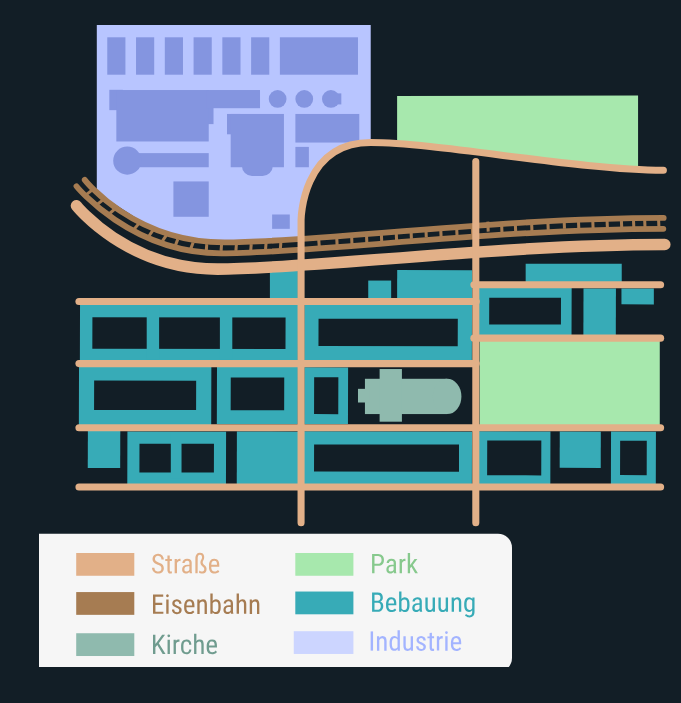 Straße
Park
Eisenbahn
Bebauung
Kirche
Industrie